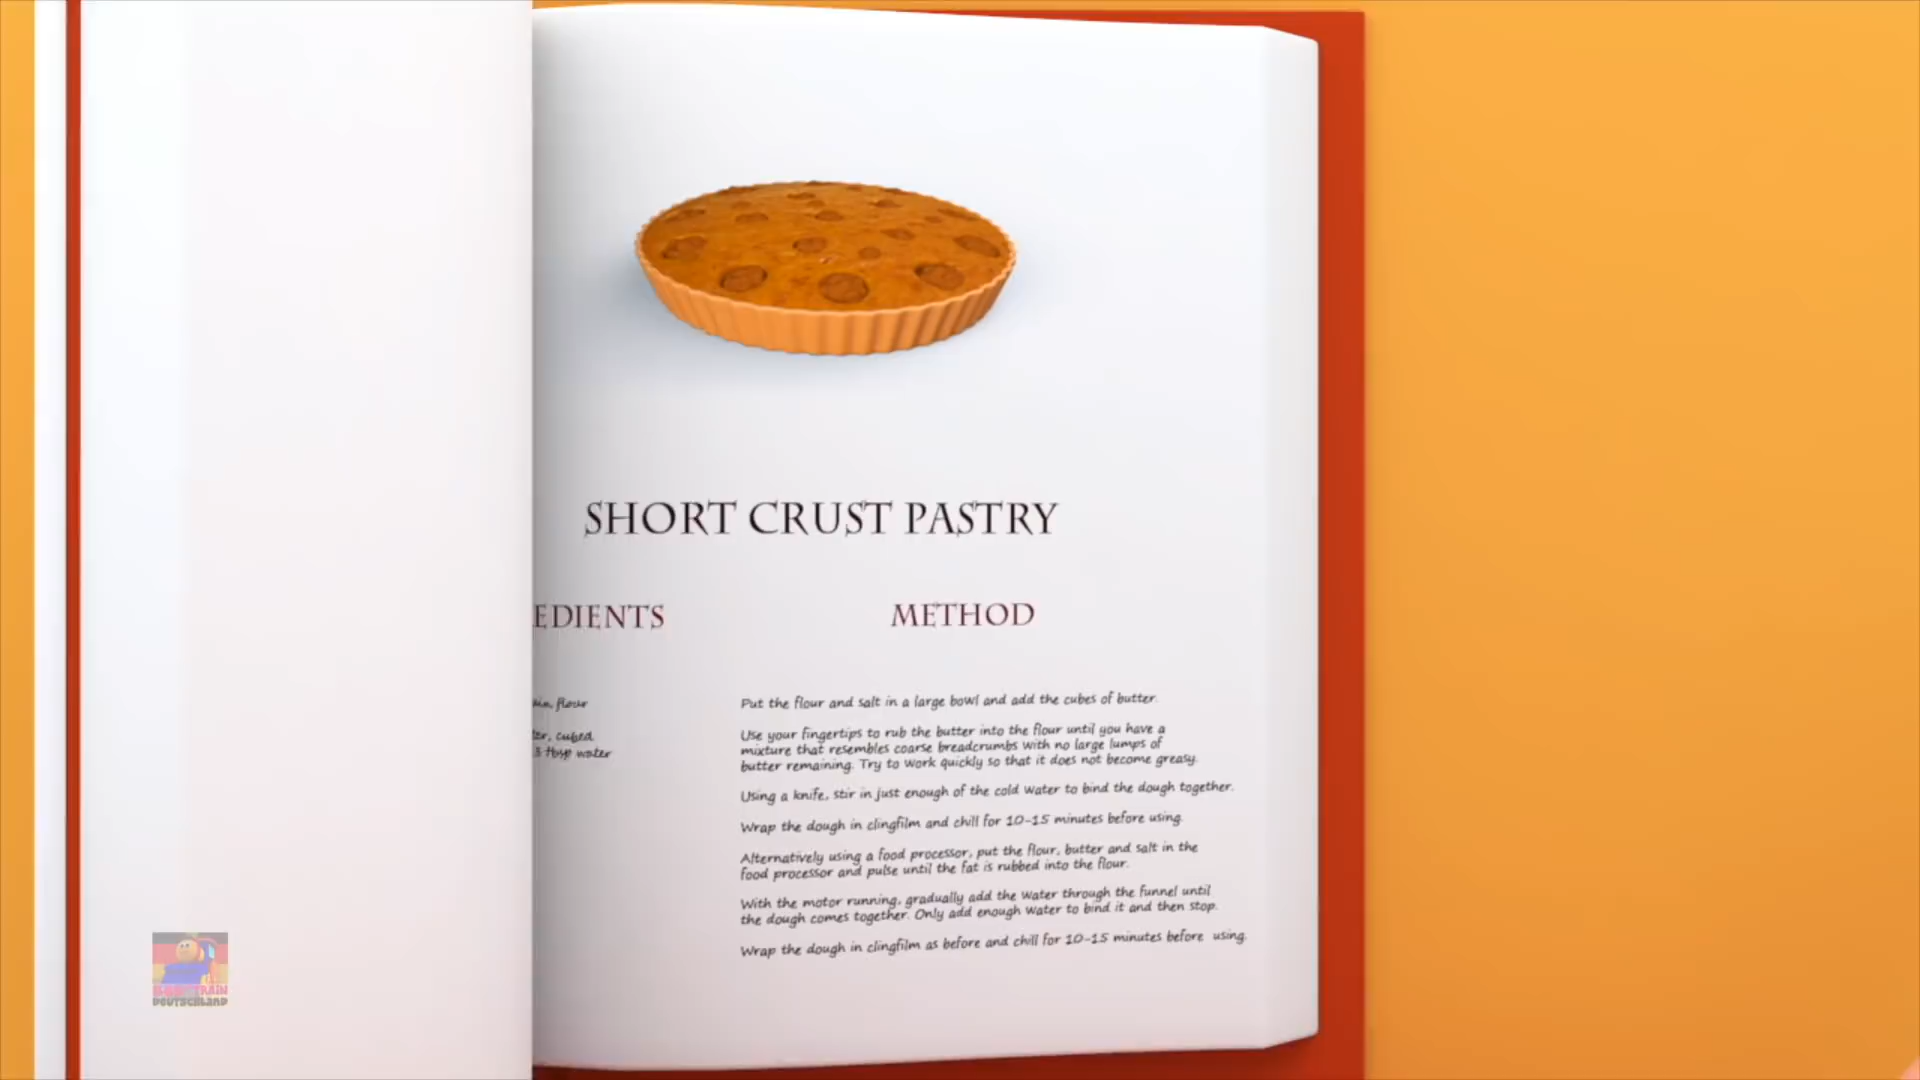 SHORT CRUST PASTRY
EDIENTS
METHOD
flour
cubed
3 tbsp water
Put the flour and salt in a large bowl and add the cubes of butter.
Use your fingertips to rub the butter into the flour until you have a
mixture that resembles coarse breadcrumbs with no large lumps of
butter remaining. Try to work quickly so that it does not become greasy.
Using a knife, stir in just enough of the cold water to bind the dough together.
Wrap the dough in clingfilm and chill for 10-15 minutes before using.
Alternatively using a food processor, put the flour, butter and salt in the
food processor and pulse until the fat is rubbed into the flour.
With the motor running, gradually add the water through the funnel until
the dough comes together. Only add enough water to bind it and then stop.
Wrap the dough in clingfilm as before and chill for 10-15 minutes before using.
TRAIN
DEUTSCHLAND